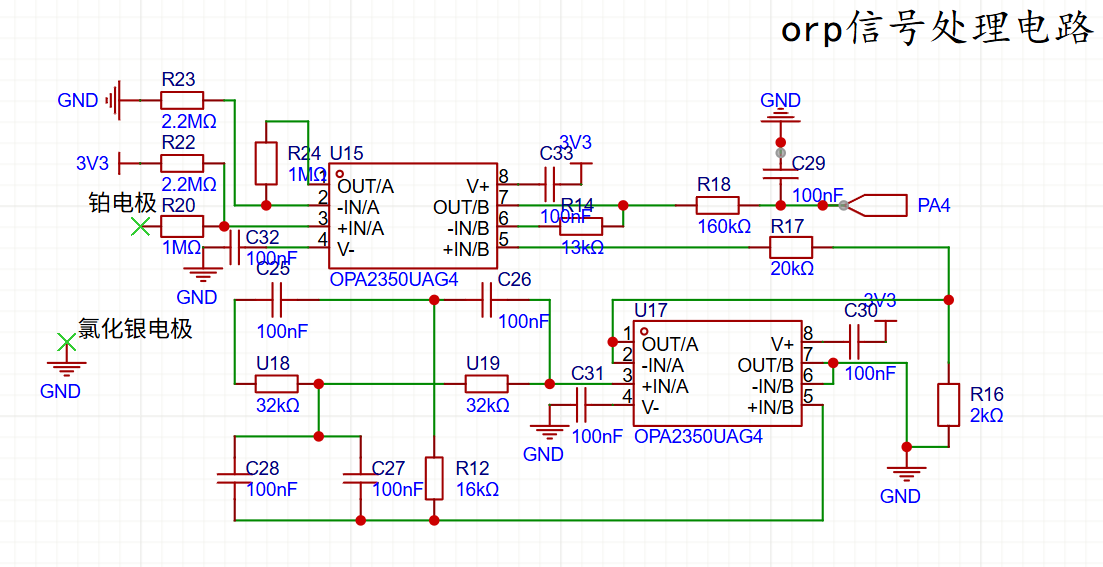 orp信号处理电路
R23
GND
2.2MΩ
R22
3V3
2.2MΩ
铂电极
R20
1MΩ
C32
100nF
GND
R24
1MΩ
U15
1
OUT/A
2
-IN/A
3
+IN/A
4
V-
8
V+
7
OUT/B
6
-IN/B
5
+IN/B
OPA2350UAG4
C33
3V3
100nF
R14
13kΩ
GND
C29
100nF
R18
160kΩ
PA4
R17
20kΩ
C25
100nF
C26
100nF
氯化银电极
GND
U18
32kΩ
U19
32kΩ
C31
100nF
GND
U17
1
OUT/A
2
-IN/A
3
+IN/A
4
V-
8
V+
7
OUT/B
6
-IN/B
5
+IN/B
OPA2350UAG4
3V3
C30
100nF
R16
2kΩ
GND
C28
100nF
C27
100nF
R12
16kΩ